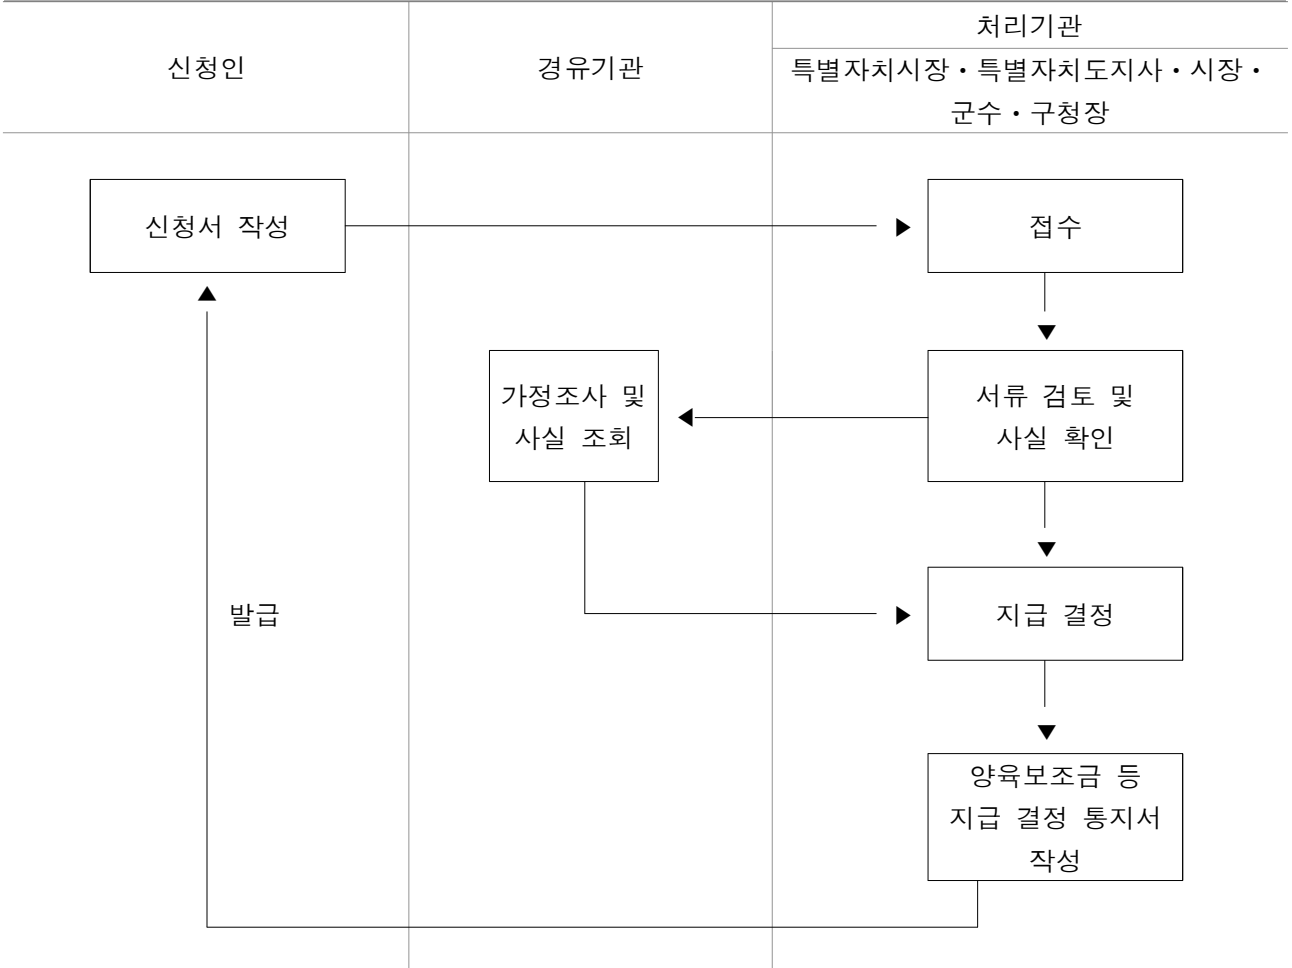 신청인
경유기관
처리기관
특별자치시장・특별자치도지사・시장・
군수・구청장
신청서 작성
접수
가정조사 및
사실 조회
서류 검토 및
사실 확인
발급
지급 결정
양육보조금 등
지급 결정 통지서
작성